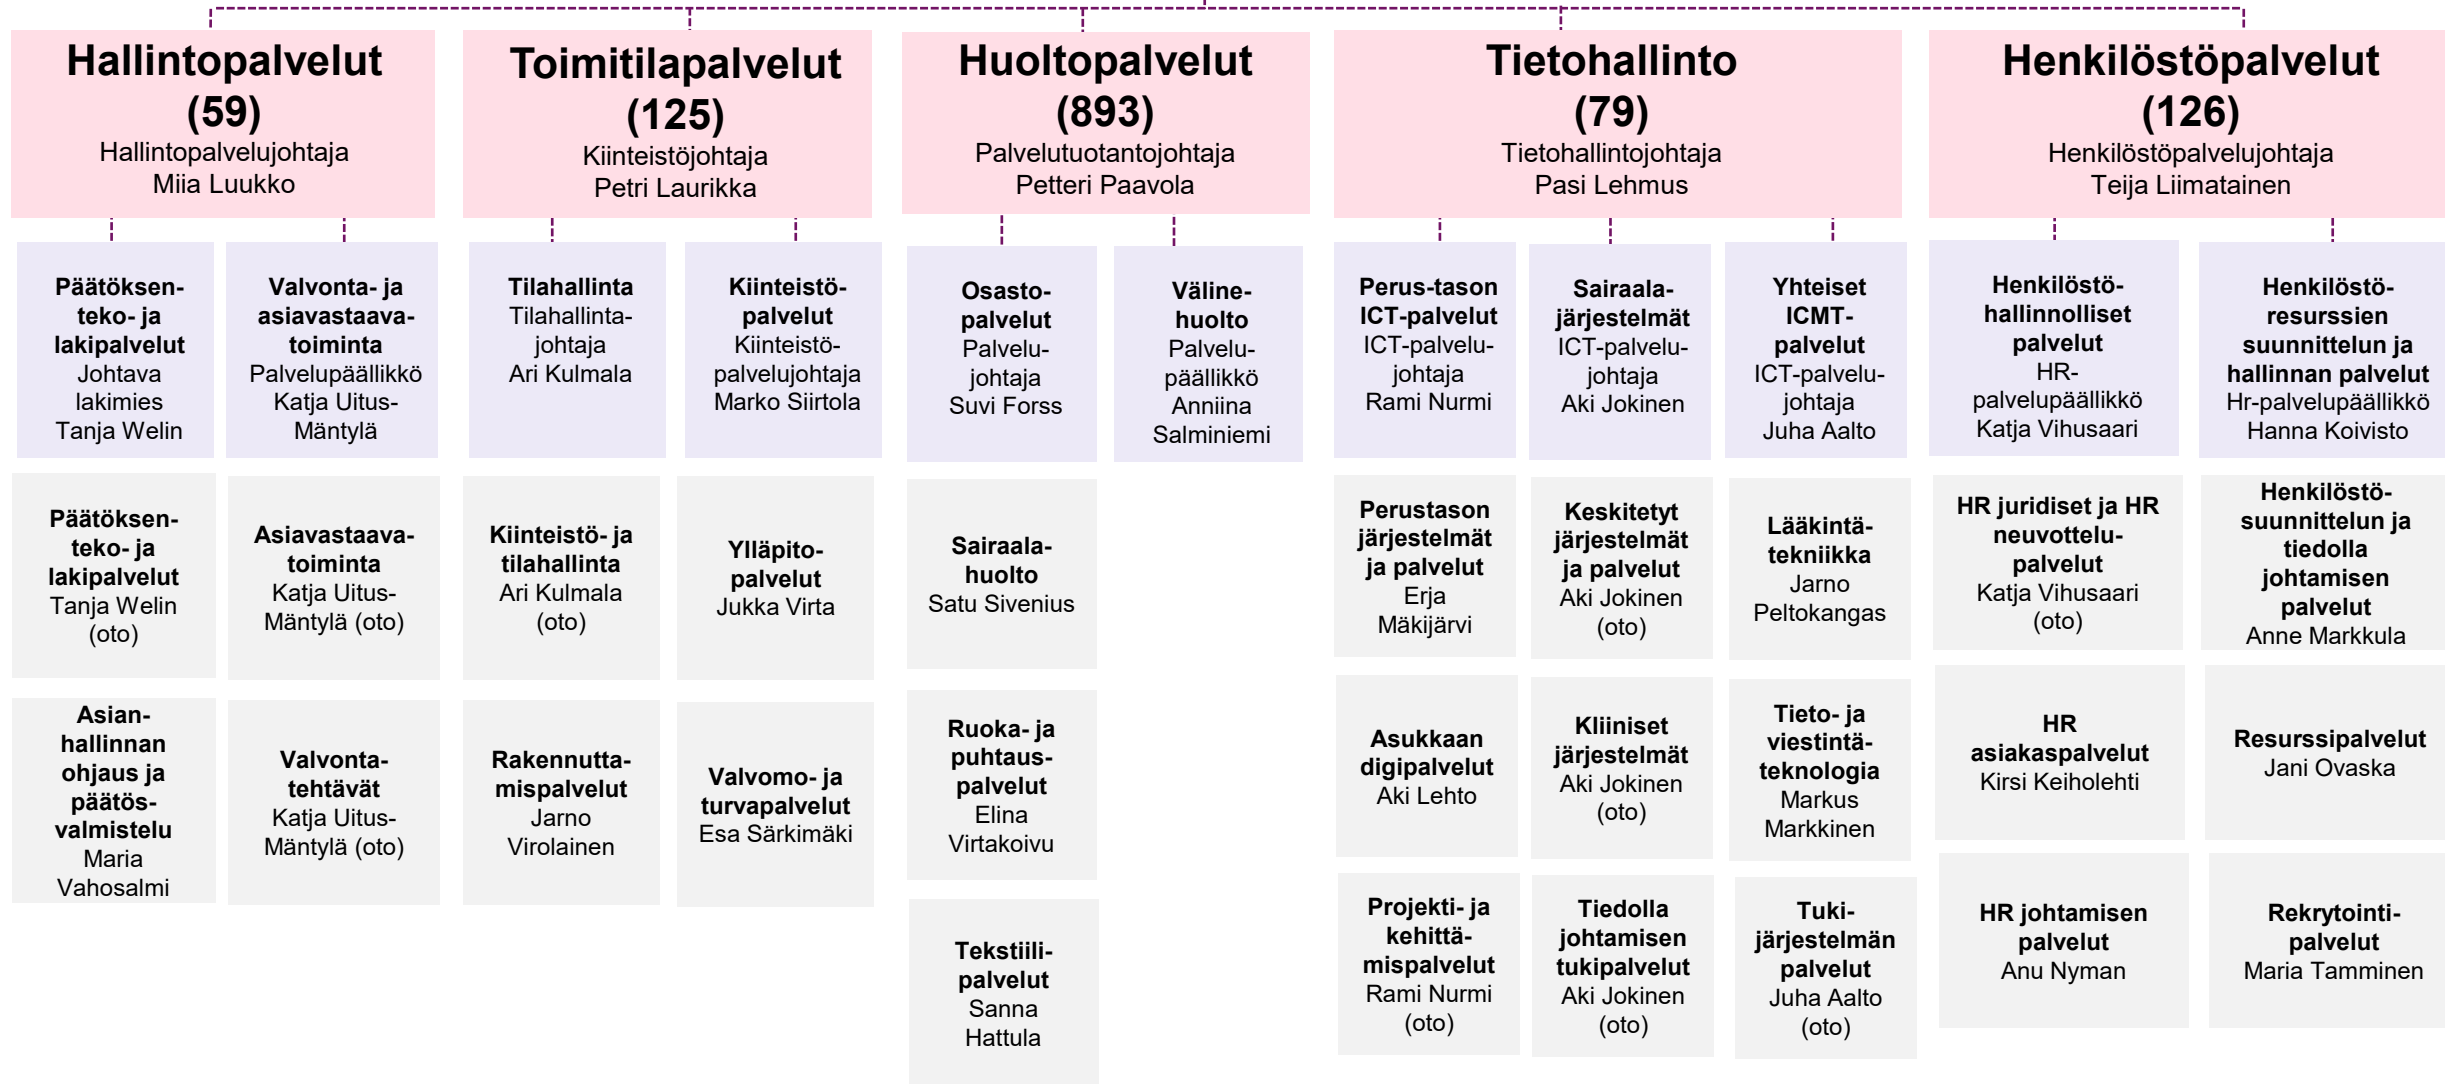 Hallintopalvelut
(59)
Hallintopalvelujohtaja
Miia Luukko
Toimitilapalvelut
(125)
Kiinteistöjohtaja
Petri Laurikka
Huoltopalvelut
(893)
Palvelutuotantojohtaja
Petteri Paavola
Tietohallinto
(79)
Tietohallintojohtaja
Pasi Lehmus
Henkilöstöpalvelut
(126)
Henkilöstöpalvelujohtaja
Teija Liimatainen
Päätöksen-
teko- ja
lakipalvelut
Johtava
lakimies
Tanja Welin
Valvonta- ja
asiavastaava-
toiminta
Palvelupäällikkö
Katja Uitus-
Mäntylä
Tilahallinta
Tilahallinta-
johtaja
Ari Kulmala
Kiinteistö-
palvelut
Kiinteistö-
palvelujohtaja
Marko Siirtola
Osasto-
palvelut
Palvelu-
johtaja
Suvi Forss
Väline-
huolto
Palvelu-
päällikkö
Anniina
Salminiemi
Perus-tason
ICT-palvelut
ICT-palvelu-
johtaja
Rami Nurmi
Sairaala-
järjestelmät
ICT-palvelu-
johtaja
Aki Jokinen
Yhteiset
ICMT-
palvelut
ICT-palvelu-
johtaja
Juha Aalto
Henkilöstö-
hallinnolliset
palvelut
HR-
palvelupäällikkö
Katja Vihusaari
Henkilöstö-
resurssien
suunnittelun ja
hallinnan palvelut
Hr-palvelupäällikkö
Hanna Koivisto
Päätöksen-
teko- ja
lakipalvelut
Tanja Welin
(oto)
Asiavastaava-
toiminta
Katja Uitus-
Mäntylä (oto)
Kiinteistö- ja
tilahallinta
Ari Kulmala
(oto)
Ylläpito-
palvelut
Jukka Virta
Sairaala-
huolto
Satu Sivenius
Perustason
järjestelmät
ja palvelut
Erja
Mäkijärvi
Keskitetyt
järjestelmät
ja palvelut
Aki Jokinen
(oto)
Lääkintä-
tekniikka
Jarno
Peltokangas
HR juridiset ja HR
neuvottelu-
palvelut
Katja Vihusaari
(oto)
Henkilöstö-
suunnittelun ja
tiedolla
johtamisen
palvelut
Anne Markkula
Asian-
hallinnan
ohjaus ja
päätös-
valmistelu
Maria
Vahosalmi
Valvonta-
tehtävät
Katja Uitus-
Mäntylä (oto)
Rakennutta-
mispalvelut
Jarno
Virolainen
Valvomo- ja
turvapalvelut
Esa Särkimäki
Ruoka- ja
puhtaus-
palvelut
Elina
Virtakoivu
Asukkaan
digipalvelut
Aki Lehto
Kliiniset
järjestelmät
Aki Jokinen
(oto)
Tieto- ja
viestintä-
teknologia
Markus
Markkinen
HR
asiakaspalvelut
Kirsi Keiholehti
Resurssipalvelut
Jani Ovaska
Tekstiili-
palvelut
Sanna
Hattula
Projekti- ja
kehittä-
mispalvelut
Rami Nurmi
(oto)
Tiedolla
johtamisen
tukipalvelut
Aki Jokinen
(oto)
Tuki-
järjestelmän
palvelut
Juha Aalto
(oto)
HR johtamisen
palvelut
Anu Nyman
Rekrytointi-
palvelut
Maria Tamminen